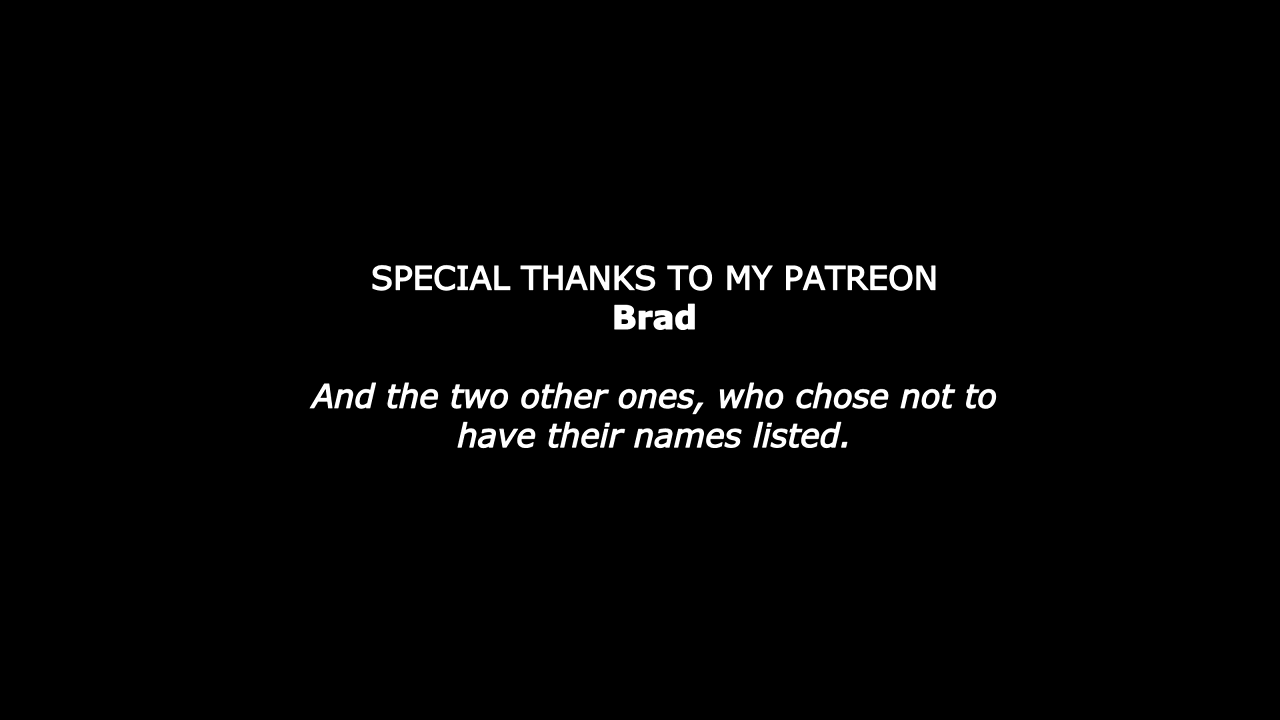 SPECIAL THANKS TO MY PATREON
Brad
And the two other ones, who chose not to
have their names listed.